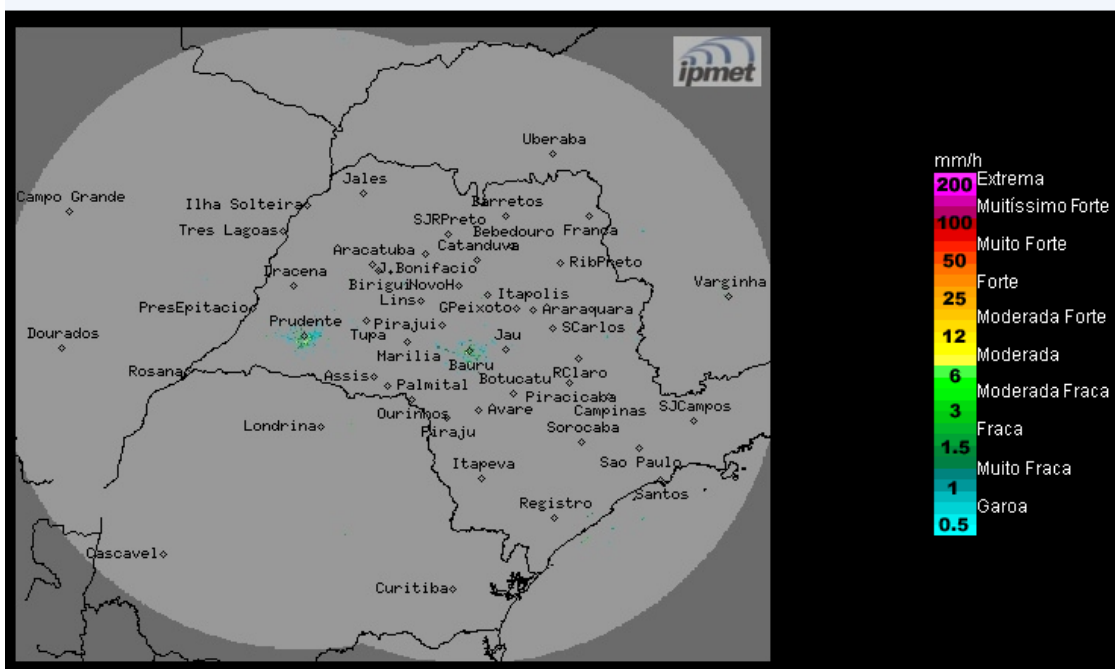 ipmet
Uberaba
Jales
Campo Grande
Ilha Solteira
Barretos
SJRPreto
Tres Lagoas
Bebedouro
Franca
Aracatuba
Catanduva
Dracena
J.Bonifacio
RibPreto
Varginha
Birigui
NovoH
Itapolis
Lins
PresEpitacio
GPeixoto
Araraquara
Prudente
Pirajui
SCarlos
Dourados
Tupa
Jau
Marilia
Bauru
Rosana
Assis
Palmital
Botucatu
RClaro
Piracicaba
Ourinhos
Avare
Campinas
SJCampos
Londrina
Piraju
Sorocaba
Itapeva
Sao Paulo
Registro
Santos
Cascavel
Curitiba
mm/h
200 Extrema
Muitíssimo Forte
100
Muito Forte
50
Forte
25
Moderada Forte
12
Moderada
6
Moderada Fraca
3
Fraca
1.5
Muito Fraca
1
Garoa
0.5